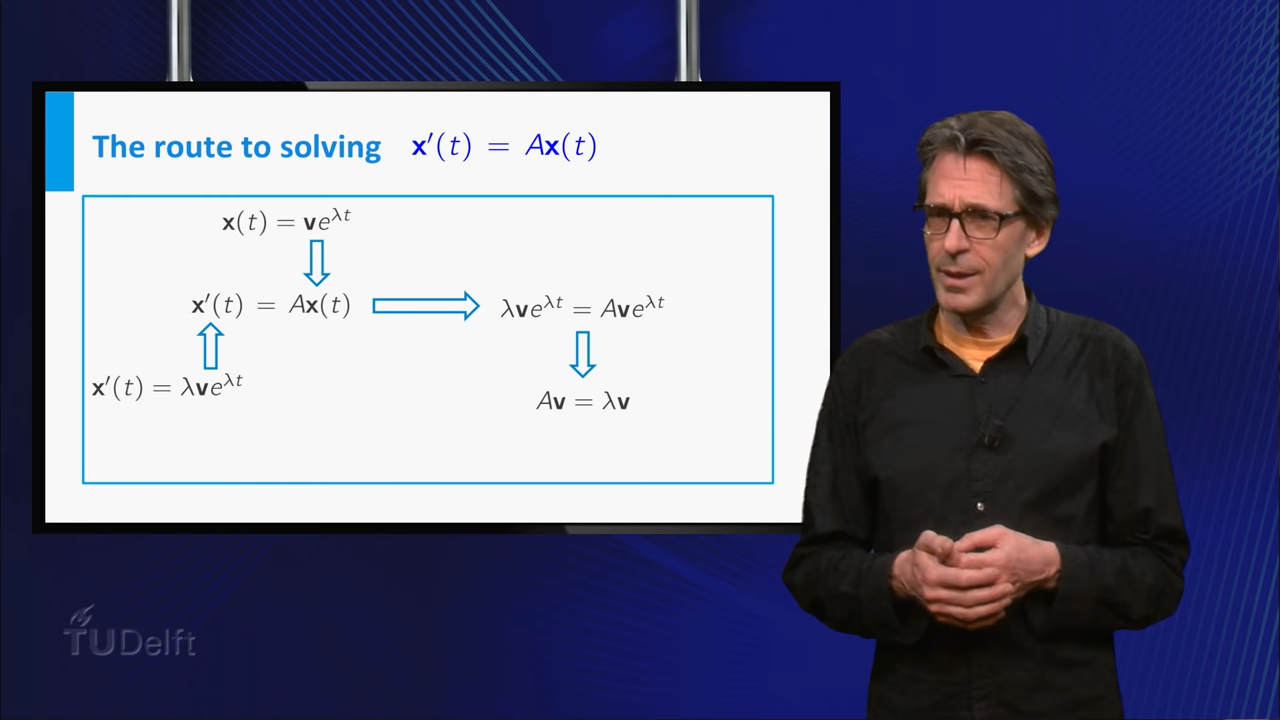 The route to solving x′(t) = Ax(t)
x(t) = ve^{λt}
x′(t) = Ax(t)
λve^{λt} = Ave^{λt}
x′(t) = λve^{λt}
Av = λv
TUDelft